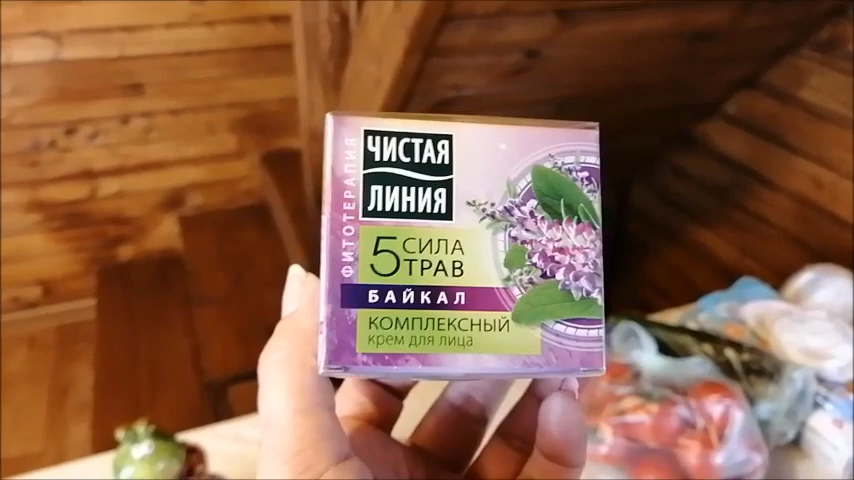 ФИТОТЕРАПИЯ
ЧИСТАЯ
ЛИНИЯ
5 СИЛА
ТРАВ
БАЙКАЛ
КОМПЛЕКСНЫЙ
крем для лица